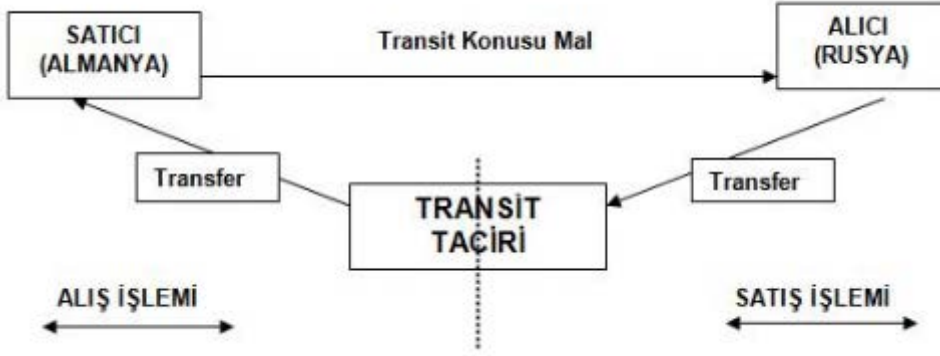 SATICI
(ALMANYA)
Transit Konusu Mal
ALICI
(RUSYA)
Transfer
Transfer
TRANSİT
TACİRİ
ALIŞ İŞLEMİ
SATIŞ İŞLEMİ